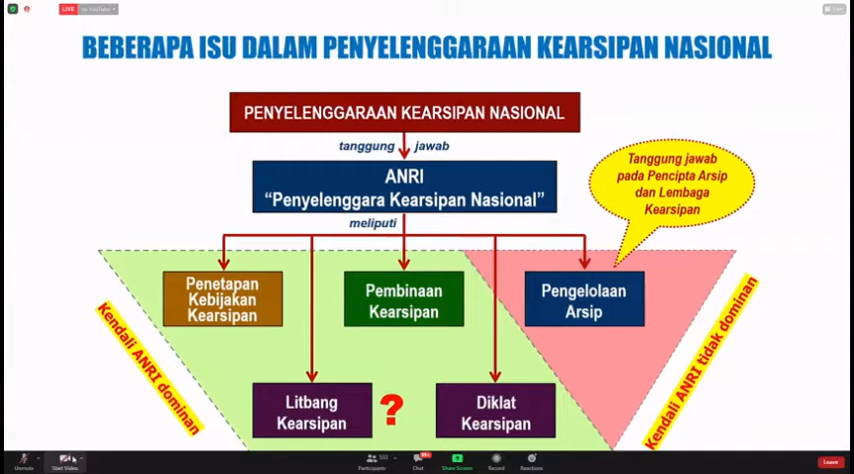 LIVE on YouTube
BEBERAPA ISU DALAM PENYELENGGARAAN KEARSIPAN NASIONAL
PENYELENGGARAAN KEARSIPAN NASIONAL
tanggung jawab
ANRI
“Penyelenggara Kearsipan Nasional”
meliputi
Tanggung jawab
pada Pencipta Arsip
dan Lembaga
Kearsipan
Penetapan
Kebijakan
Kearsipan
Pembinaan
Kearsipan
Pengelolaan
Arsip
Kendali ANRI dominan
Kendali ANRI tidak dominan
Litbang
Kearsipan
?
Diklat
Kearsipan
Unmute
Start Video
Participants
Chat
Share Screen
Record
Reactions
Leave